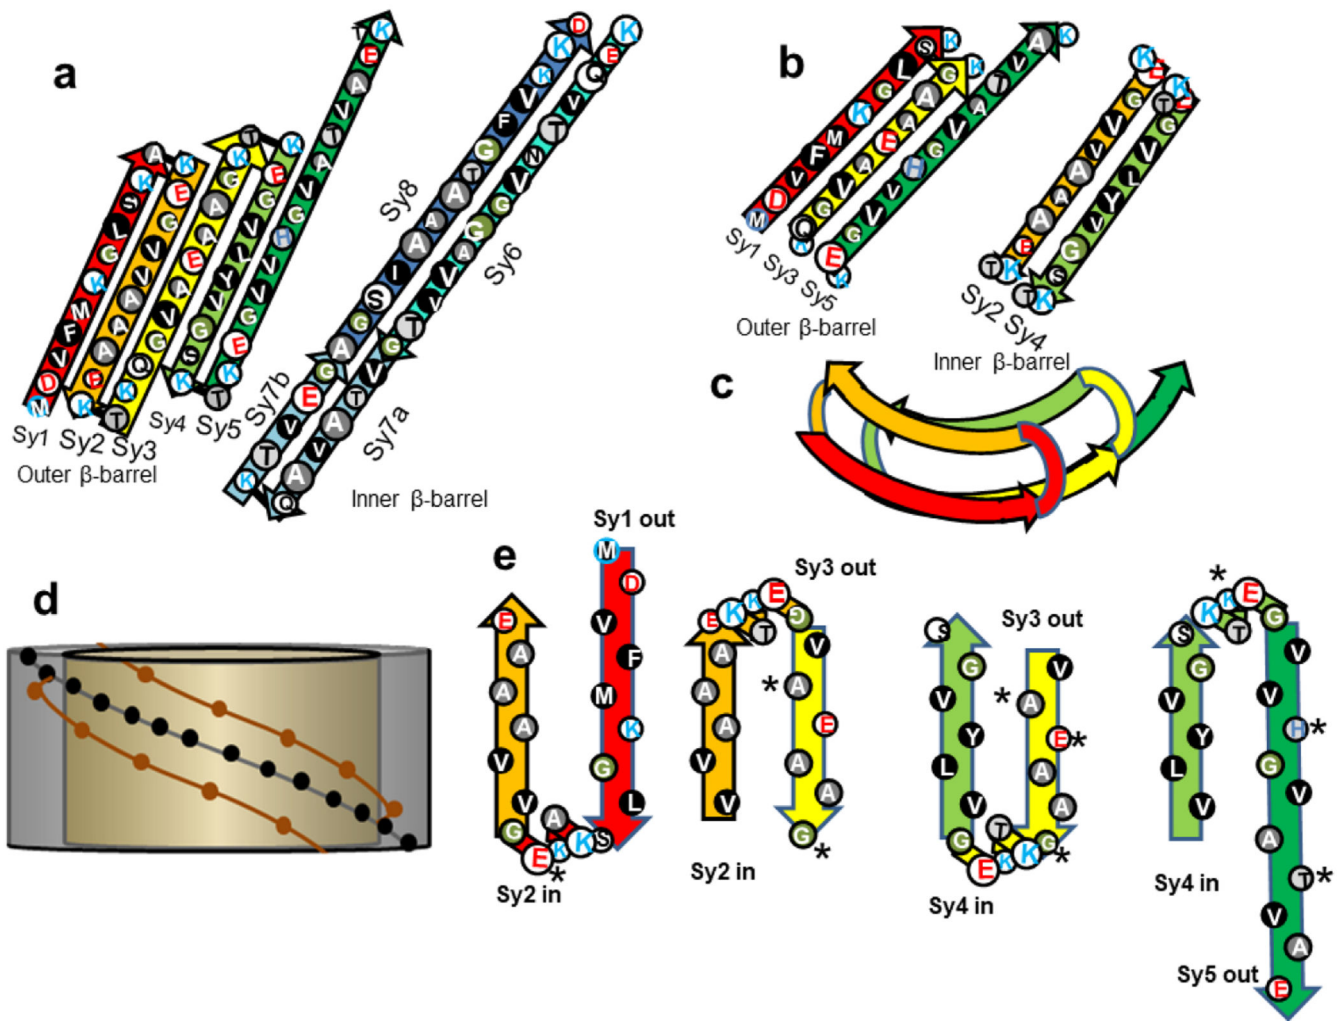 a
M D V F M K G L S K A
K E G V V A A A E K T
K Q G V A E A A G K T
K E G V L Y V G S K T
K E G V V H G V A T V A E K T
K T V E G A G S I A A A T G F V K K D
K E Q V T N V G G A V V T G V T A V A Q
Sy1 Sy2 Sy3 Sy4 Sy5
Outer β-barrel
Sy7b Sy7a Sy8 Sy6
Inner β-barrel
b
M D V F M K G L S K
K Q G V A E A A G K
K E G V V H G V A T V A K
K E G V V A A A E K T
K E T G V L Y V G S K T
Sy1 Sy3 Sy5
Outer β-barrel
Sy2 Sy4
Inner β-barrel
c
d
e
Sy1 out
M D V F M K G L S K A K E * G V V A A A E
Sy2 in
Sy3 out
V V A A A E K T K E G V A * E A A G *
Sy2 in
Sy3 out
V A * E * A A G * K T K E G V L Y V G S
Sy4 in
V L Y V G S K T K * E G V V H * G V A T * V A E
Sy4 in
Sy5 out